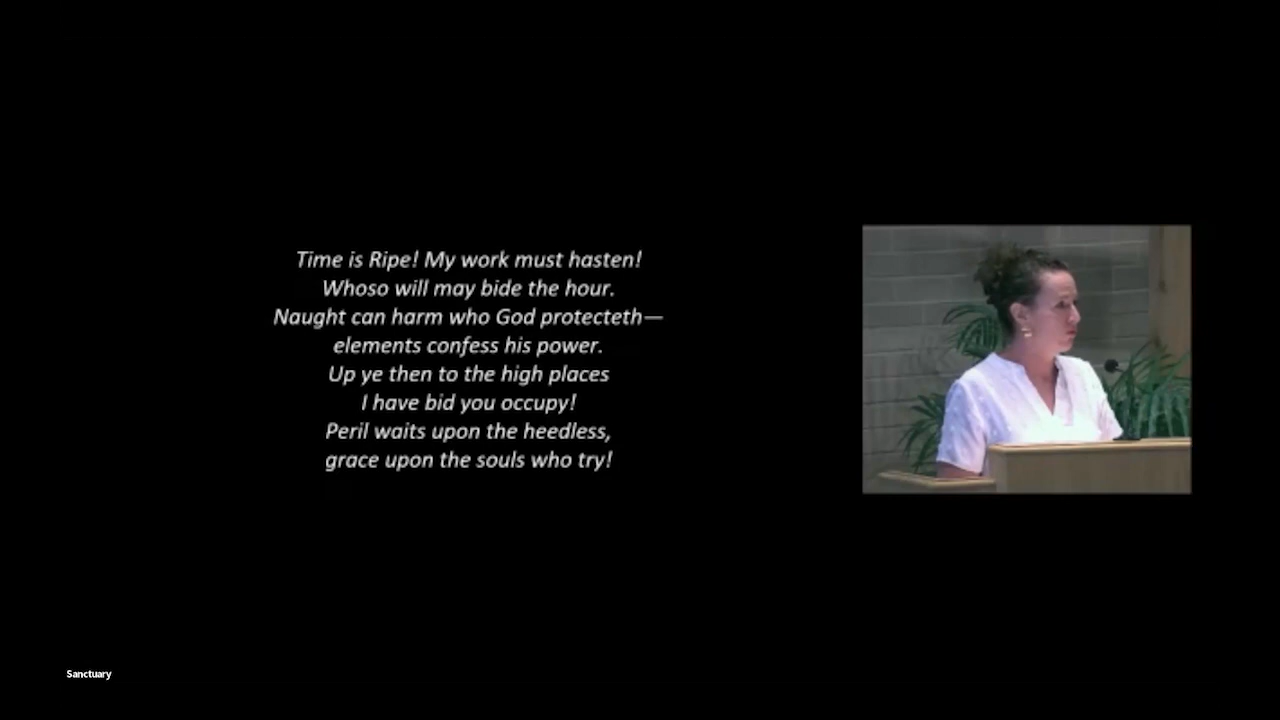 Time is Ripe! My work must hasten!
Whoso will may bide the hour.
Naught can harm who God protecteth—
elements confess his power.
Up ye then to the high places
I have bid you occupy!
Peril waits upon the heedless,
grace upon the souls who try!
Sanctuary